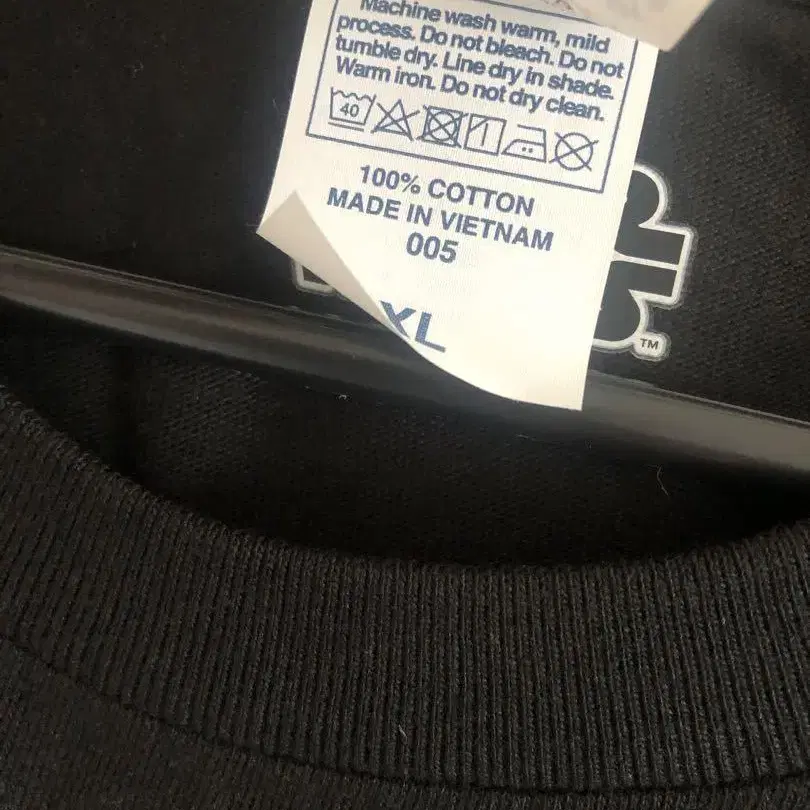 Machine wash warm, mild
process. Do not bleach. Do not
tumble dry. Line dry in shade.
Warm iron. Do not dry clean.
40
100% COTTON
MADE IN VIETNAM
005
XL
TM